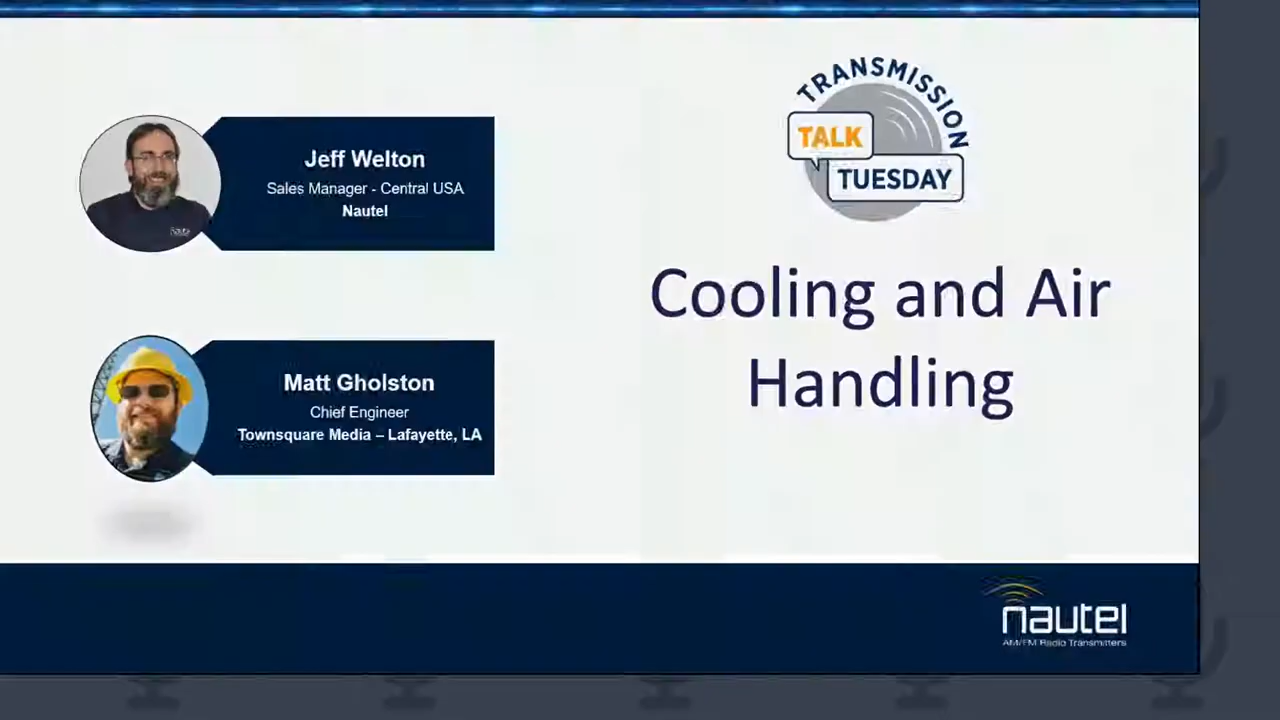 TRANSMISSION
TALK
TUESDAY
Jeff Welton
Sales Manager - Central USA
Nautel
Cooling and Air
Handling
Matt Gholston
Chief Engineer
Townsquare Media – Lafayette, LA
nautel
AM/FM Radio Transmitters